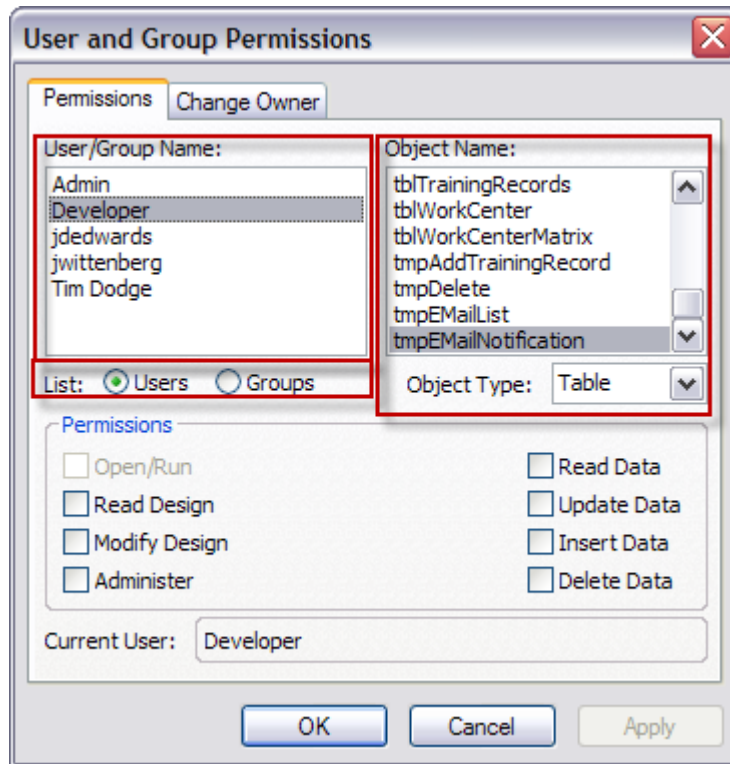 User and Group Permissions
Permissions
Change Owner
User/Group Name:
Admin
Developer
jdedwards
jwittenberg
Tim Dodge
List:
Users
Groups
Object Name:
tblTrainingRecords
tblWorkCenter
tblWorkCenterMatrix
tmpAddTrainingRecord
tmpDelete
tmpEMailList
tmpEMailNotification
Object Type:
Table
Permissions
Open/Run
Read Design
Modify Design
Administer
Read Data
Update Data
Insert Data
Delete Data
Current User:
Developer
OK
Cancel
Apply